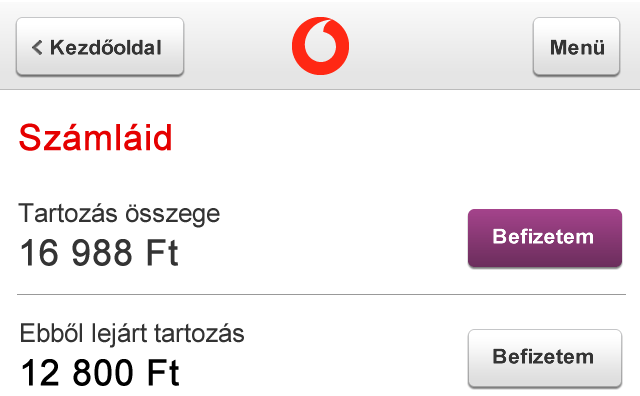 Kezdőoldal
Menü
Számláid
Tartozás összege
16 988 Ft
Befizetem
Ebből lejárt tartozás
12 800 Ft
Befizetem